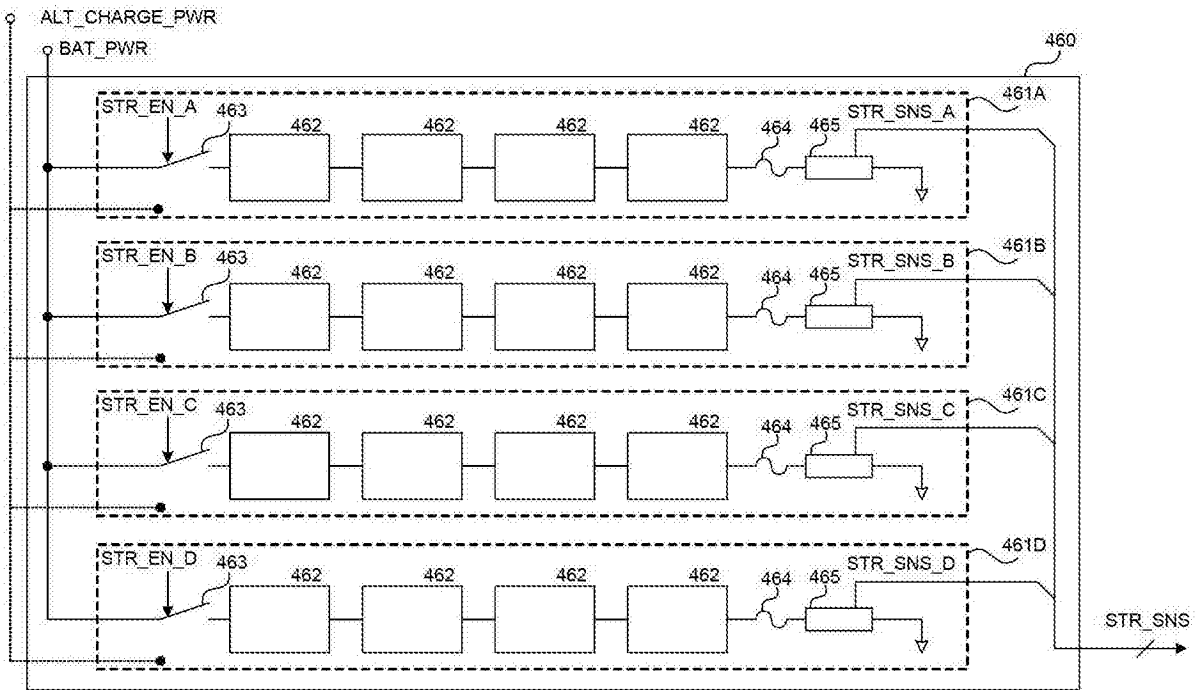 ALT_CHARGE_PWR
BAT_PWR
460
461A
STR_EN_A
463
462
462
462
462
464
465
STR_SNS_A
461B
STR_EN_B
463
462
462
462
462
464
465
STR_SNS_B
461C
STR_EN_C
463
462
462
462
462
464
465
STR_SNS_C
461D
STR_EN_D
463
462
462
462
462
464
465
STR_SNS_D
STR_SNS